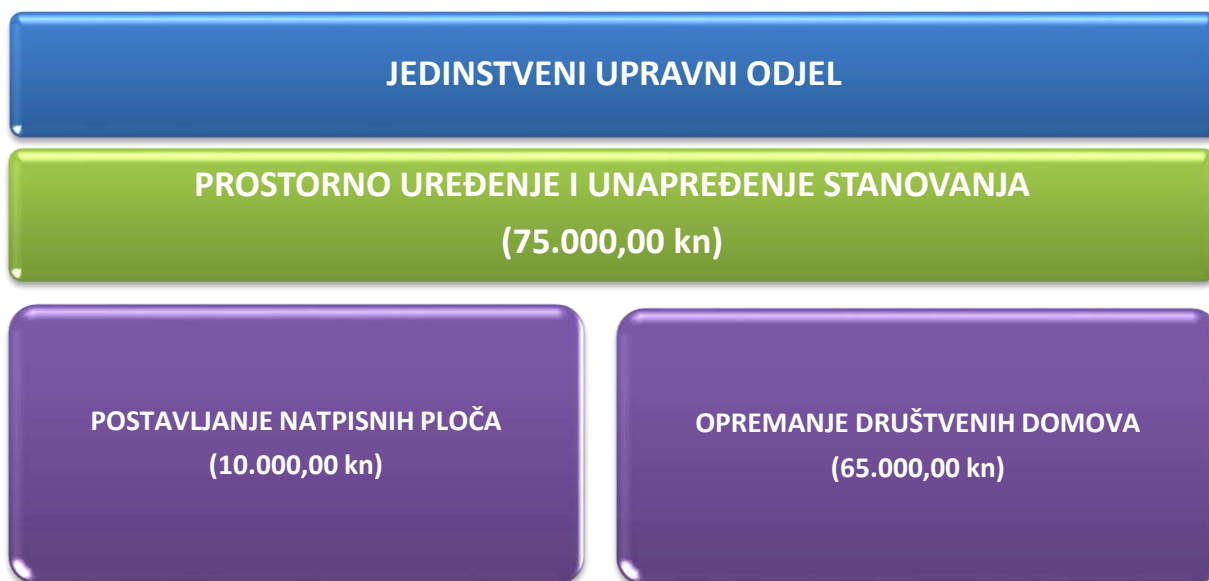 JEDINSTVENI UPRAVNI ODJEL
PROSTORNO UREĐENJE I UNAPREĐENJE STANOVANJA
(75.000,00 kn)
POSTAVLJANJE NATPISNIH PLOČA
(10.000,00 kn)
OPREMANJE DRUŠTVENIH DOMOVA
(65.000,00 kn)